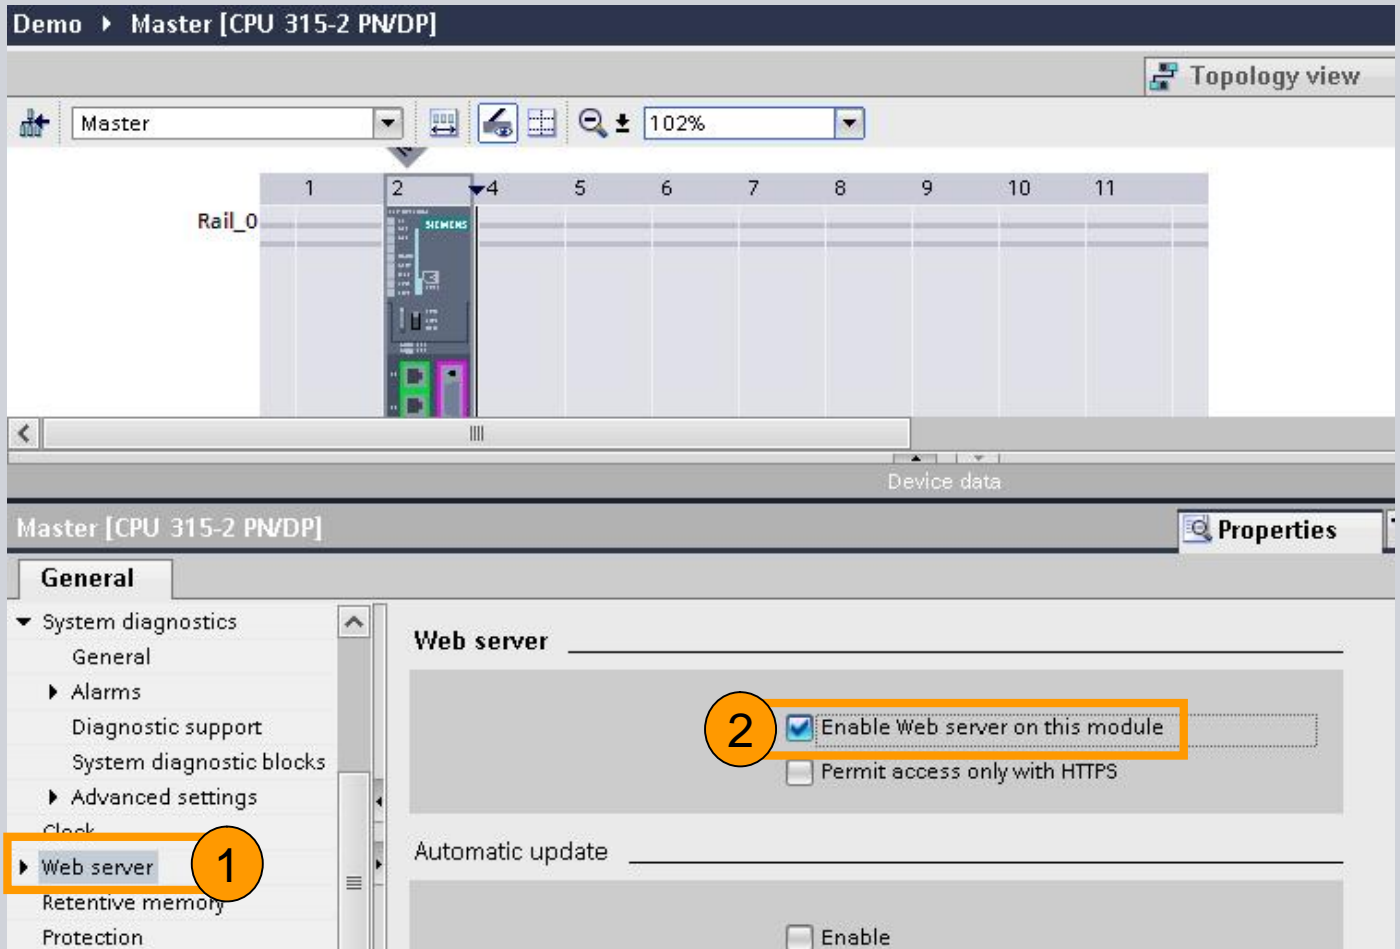 Demo ▶ Master [CPU 315-2 PN/DP]
Topology view
Master
102%
1 2 4 5 6 7 8 9 10 11
Rail_0
SIEMENS
Device data
Master [CPU 315-2 PN/DP]
Properties
General
System diagnostics
General
Alarms
Diagnostic support
System diagnostic blocks
Advanced settings
Clock
Web server
1
Retentive memory
Protection
Web server
2
Enable Web server on this module
Permit access only with HTTPS
Automatic update
Enable